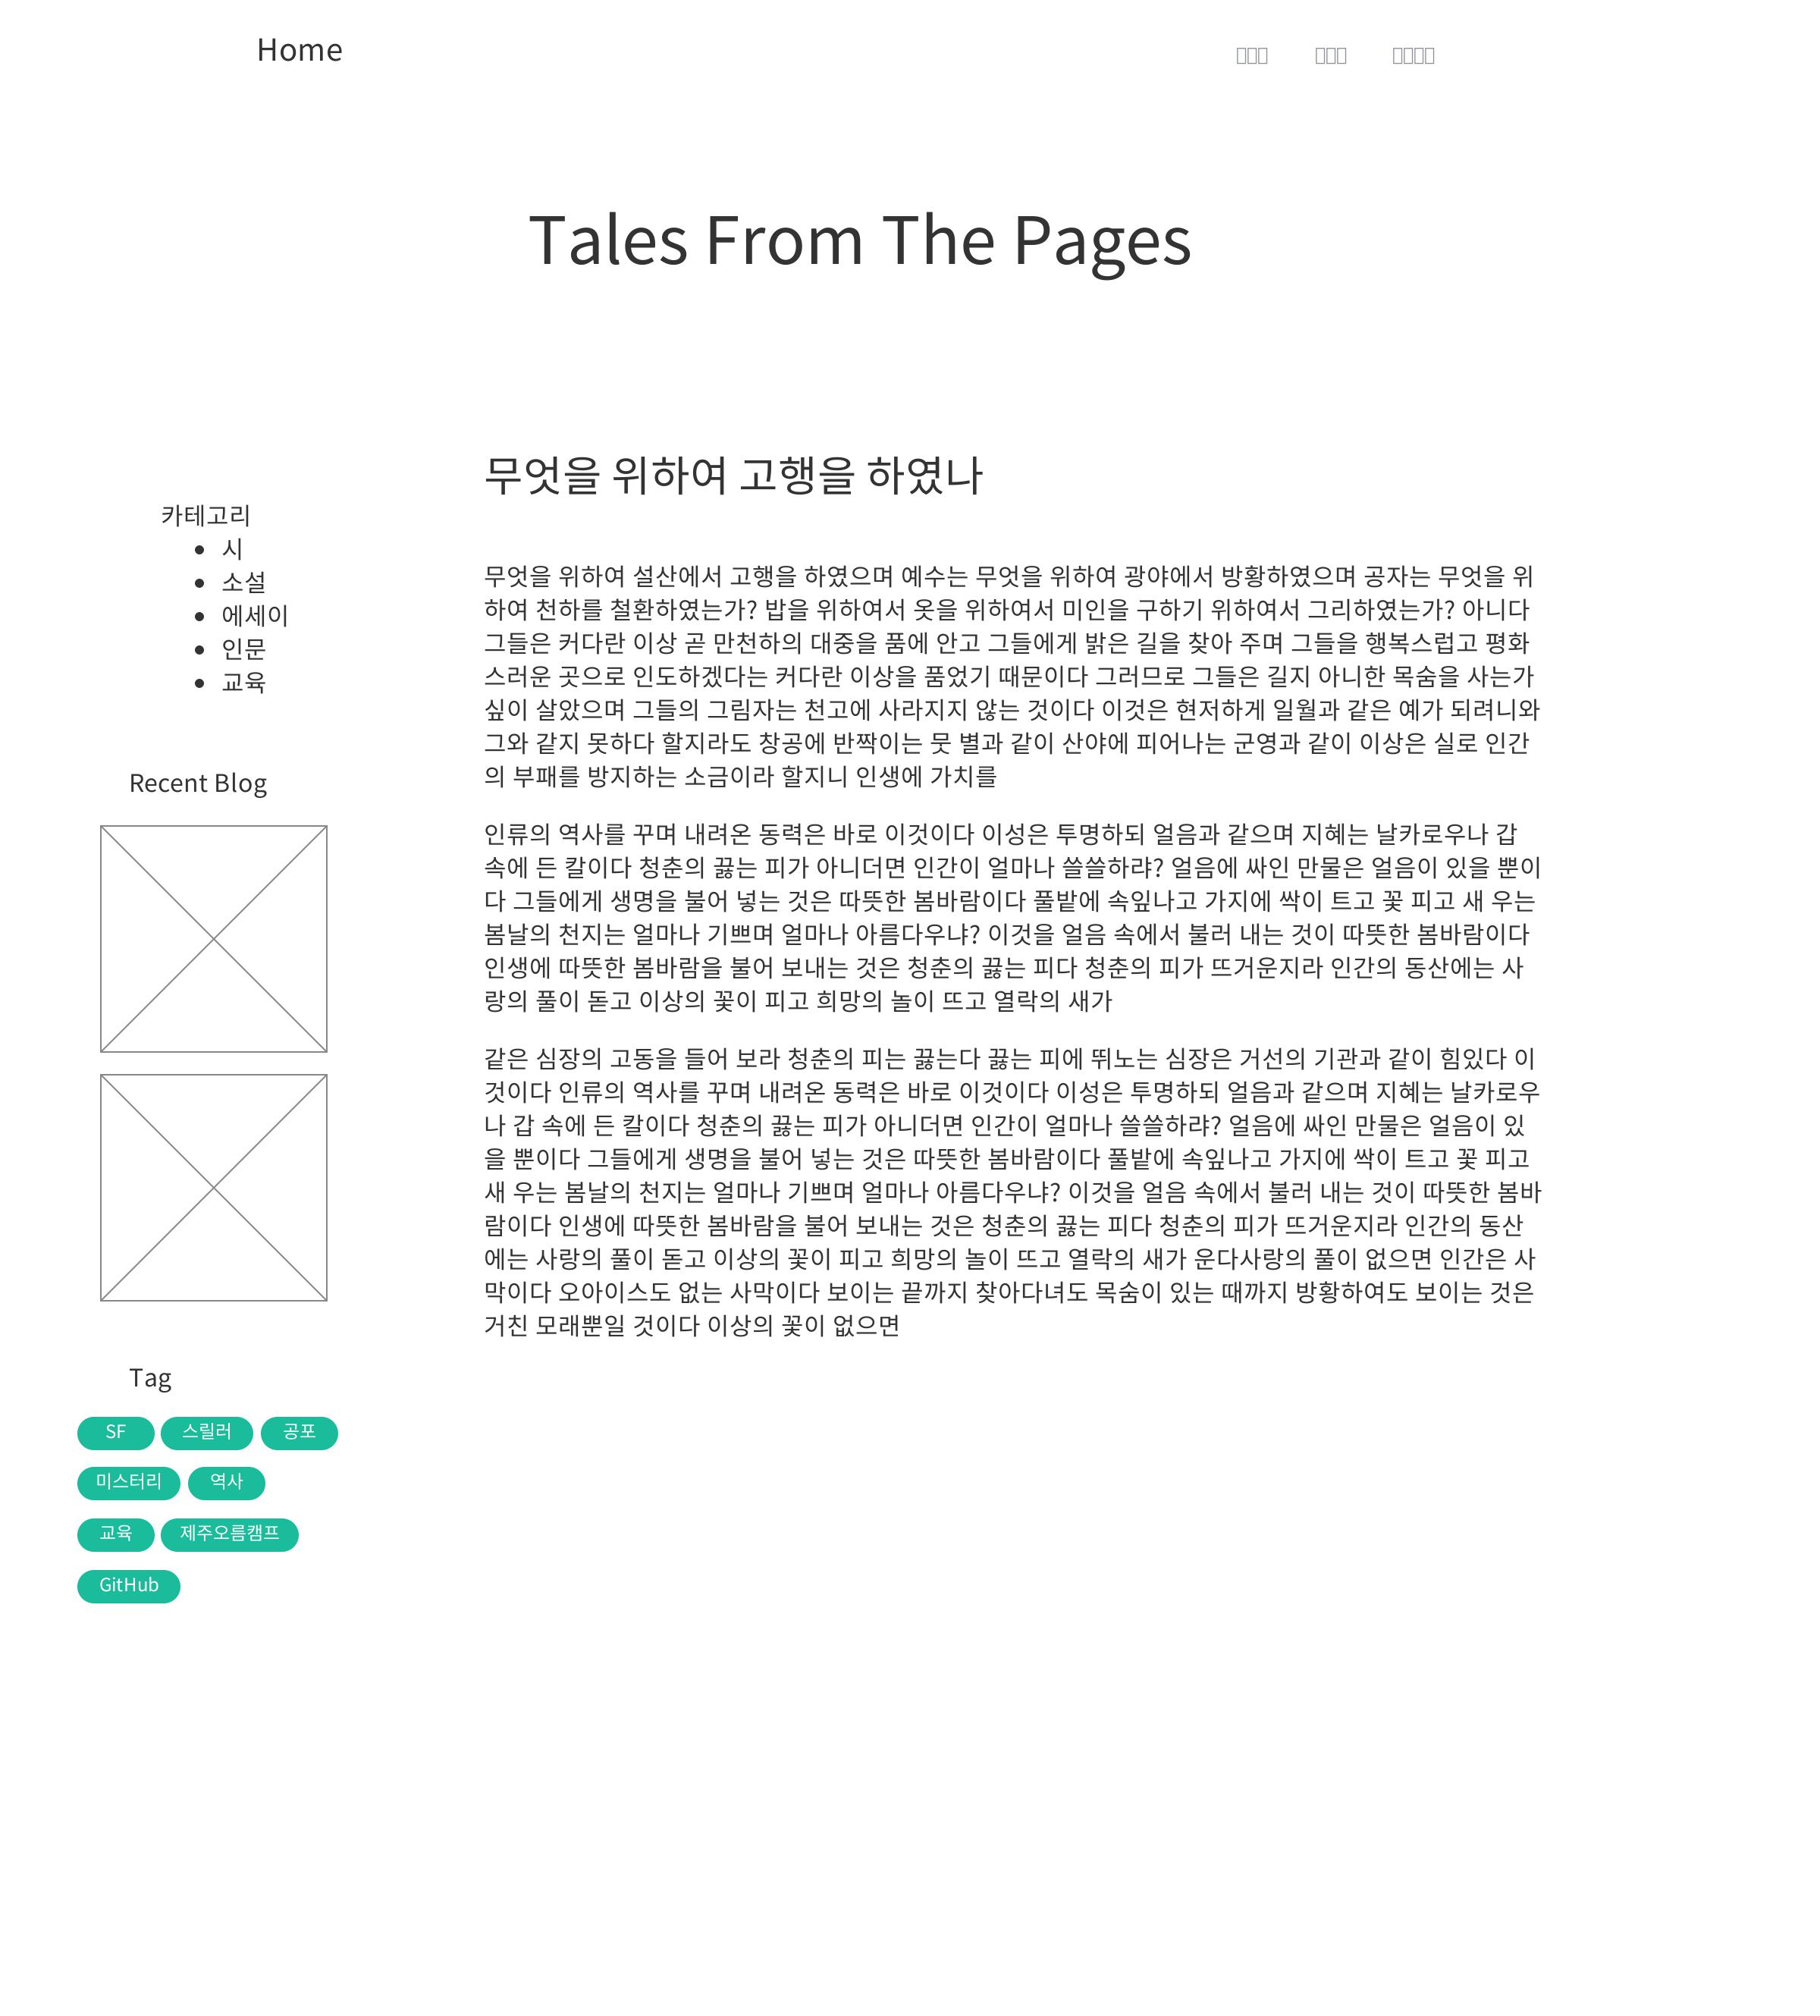 Home
Tales From The Pages
카테고리
시
소설
에세이
인문
교육
Recent Blog
Tag
SF 스릴러 공포
미스터리 역사
교육 제주오름캠프
GitHub
무엇을 위하여 고행을 하였나
무엇을 위하여 설산에서 고행을 하였으며 예수는 무엇을 위하여 광야에서 방황하였으며 공자는 무엇을 위
하여 천하를 철환하였는가? 밥을 위하여서 옷을 위하여서 미인을 구하기 위하여서 그리하였는가? 아니다
그들은 커다란 이상 곧 만천하의 대중을 품에 안고 그들에게 밝은 길을 찾아 주며 그들을 행복스럽고 평화
스러운 곳으로 인도하겠다는 커다란 이상을 품었기 때문이다 그러므로 그들은 길지 아니한 목숨을 사는가
싶이 살았으며 그들의 그림자는 천고에 사라지지 않는 것이다 이것은 현저하게 일월과 같은 예가 되려니와
그와 같지 못하다 할지라도 창공에 반짝이는 뭇 별과 같이 산야에 피어나는 군영과 같이 이상은 실로 인간
의 부패를 방지하는 소금이라 할지니 인생에 가치를
인류의 역사를 꾸며 내려온 동력은 바로 이것이다 이성은 투명하되 얼음과 같으며 지혜는 날카로우나 갑
속에 든 칼이다 청춘의 끓는 피가 아니더면 인간이 얼마나 쓸쓸하랴? 얼음에 싸인 만물은 얼음이 있을 뿐이
다 그들에게 생명을 불어 넣는 것은 따뜻한 봄바람이다 풀밭에 속잎나고 가지에 싹이 트고 꽃 피고 새 우는
봄날의 천지는 얼마나 기쁘며 얼마나 아름다우냐? 이것을 얼음 속에서 불러 내는 것이 따뜻한 봄바람이다
인생에 따뜻한 봄바람을 불어 보내는 것은 청춘의 끓는 피다 청춘의 피가 뜨거운지라 인간의 동산에는 사
랑의 풀이 돋고 이상의 꽃이 피고 희망의 놀이 뜨고 열락의 새가
같은 심장의 고동을 들어 보라 청춘의 피는 끓는다 끓는 피에 뛰노는 심장은 거선의 기관과 같이 힘있다 이
것이다 인류의 역사를 꾸며 내려온 동력은 바로 이것이다 이성은 투명하되 얼음과 같으며 지혜는 날카로우
나 갑 속에 든 칼이다 청춘의 끓는 피가 아니더면 인간이 얼마나 쓸쓸하랴? 얼음에 싸인 만물은 얼음이 있
을 뿐이다 그들에게 생명을 불어 넣는 것은 따뜻한 봄바람이다 풀밭에 속잎나고 가지에 싹이 트고 꽃 피고
새 우는 봄날의 천지는 얼마나 기쁘며 얼마나 아름다우냐? 이것을 얼음 속에서 불러 내는 것이 따뜻한 봄바
람이다 인생에 따뜻한 봄바람을 불어 보내는 것은 청춘의 끓는 피다 청춘의 피가 뜨거운지라 인간의 동산
에는 사랑의 풀이 돋고 이상의 꽃이 피고 희망의 놀이 뜨고 열락의 새가 운다사랑의 풀이 없으면 인간은 사
막이다 오아이스도 없는 사막이다 보이는 끝까지 찾아다녀도 목숨이 있는 때까지 방황하여도 보이는 것은
거친 모래뿐일 것이다 이상의 꽃이 없으면